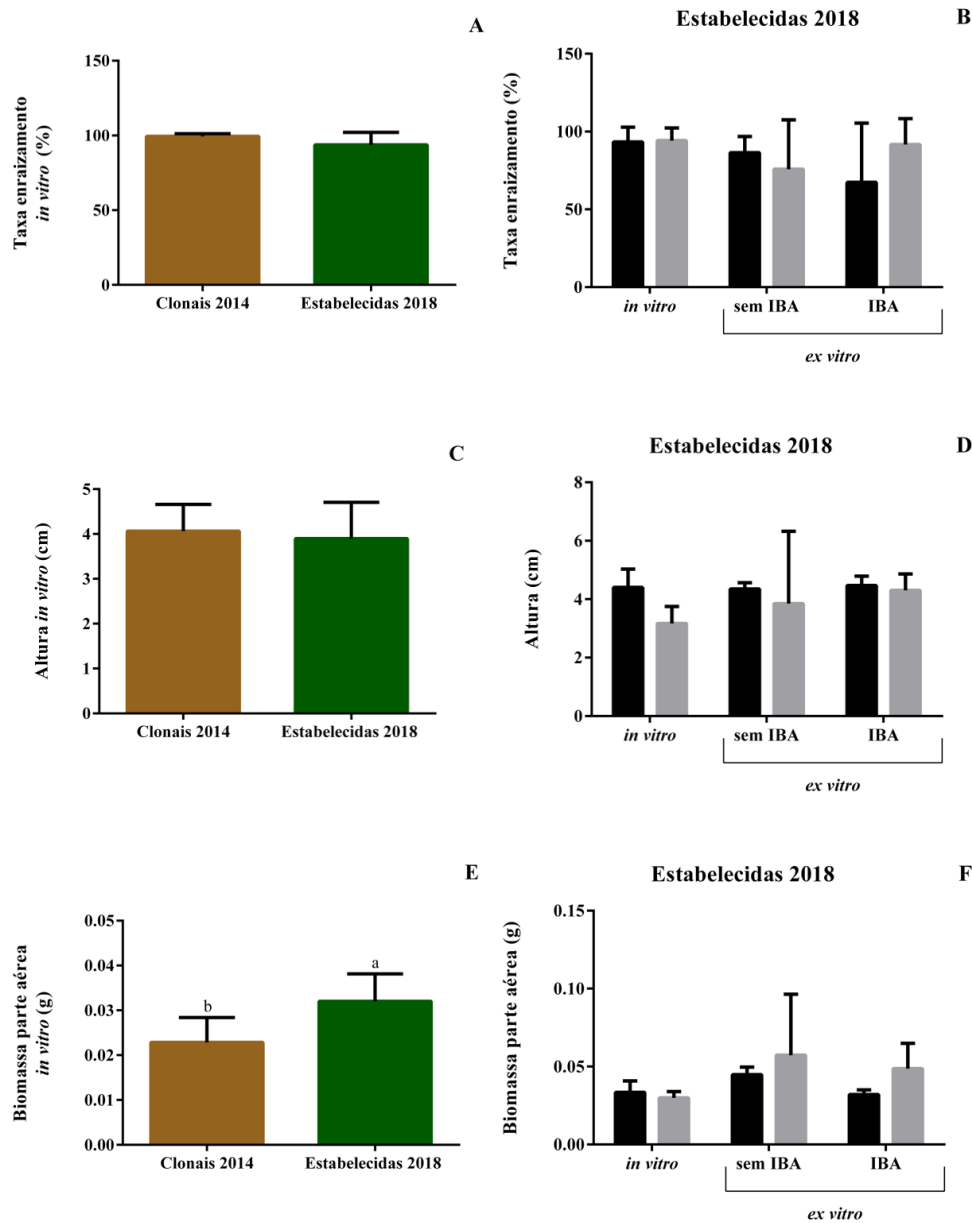 A
Taxa enraizamento
in vitro (%)
150
100
50
0
Clonais 2014
Estabelecidas 2018
Estabelecidas 2018
B
Taxa enraizamento (%)
150
100
50
0
in vitro
sem IBA
IBA
ex vitro
C
Altura in vitro (cm)
5
4
3
2
1
0
Clonais 2014
Estabelecidas 2018
Estabelecidas 2018
D
Altura (cm)
8
6
4
2
0
in vitro
sem IBA
IBA
ex vitro
E
Biomassa parte aérea
in vitro (g)
0.05
0.04
0.03
0.02
0.01
0.00
b
a
Clonais 2014
Estabelecidas 2018
Estabelecidas 2018
F
Biomassa parte aérea (g)
0.15
0.10
0.05
0.00
in vitro
sem IBA
IBA
ex vitro